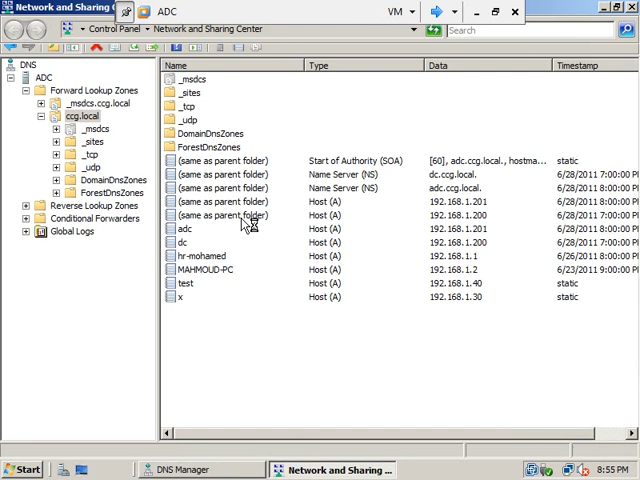 Network and Sharing C
ADC
VM
Control Panel
Network and Sharing Center
Search
DNS
ADC
Forward Lookup Zones
_msdcs.ccg.local
ccg.local
_msdcs
_sites
_tcp
_udp
DomainDnsZones
ForestDnsZones
Reverse Lookup Zones
Conditional Forwarders
Global Logs
Name Type Data Timestamp
_msdcs
_sites
_tcp
_udp
DomainDnsZones
ForestDnsZones
(same as parent folder) Start of Authority (SOA) [60], adc.ccg.local., hostma... static
(same as parent folder) Name Server (NS) dc.ccg.local. 6/28/2011 8:00:00 P
(same as parent folder) Name Server (NS) adc.ccg.local. 6/28/2011 7:00:00 P
(same as parent folder) Host (A) 192.168.1.201 6/28/2011 7:00:00 P
(same as parent folder) Host (A) 192.168.1.200 6/28/2011 8:00:00 P
adc Host (A) 192.168.1.201 6/28/2011 7:00:00 P
dc Host (A) 192.168.1.200 6/28/2011 8:00:00 P
hr-mohamed Host (A) 192.168.1.1 6/26/2011 8:00:00 P
MAHMOUD-PC Host (A) 192.168.1.2 6/23/2011 9:00:00 P
test Host (A) 192.168.1.40 static
x Host (A) 192.168.1.30 static
Start
DNS Manager
Network and Sharing ...
8:55 PM